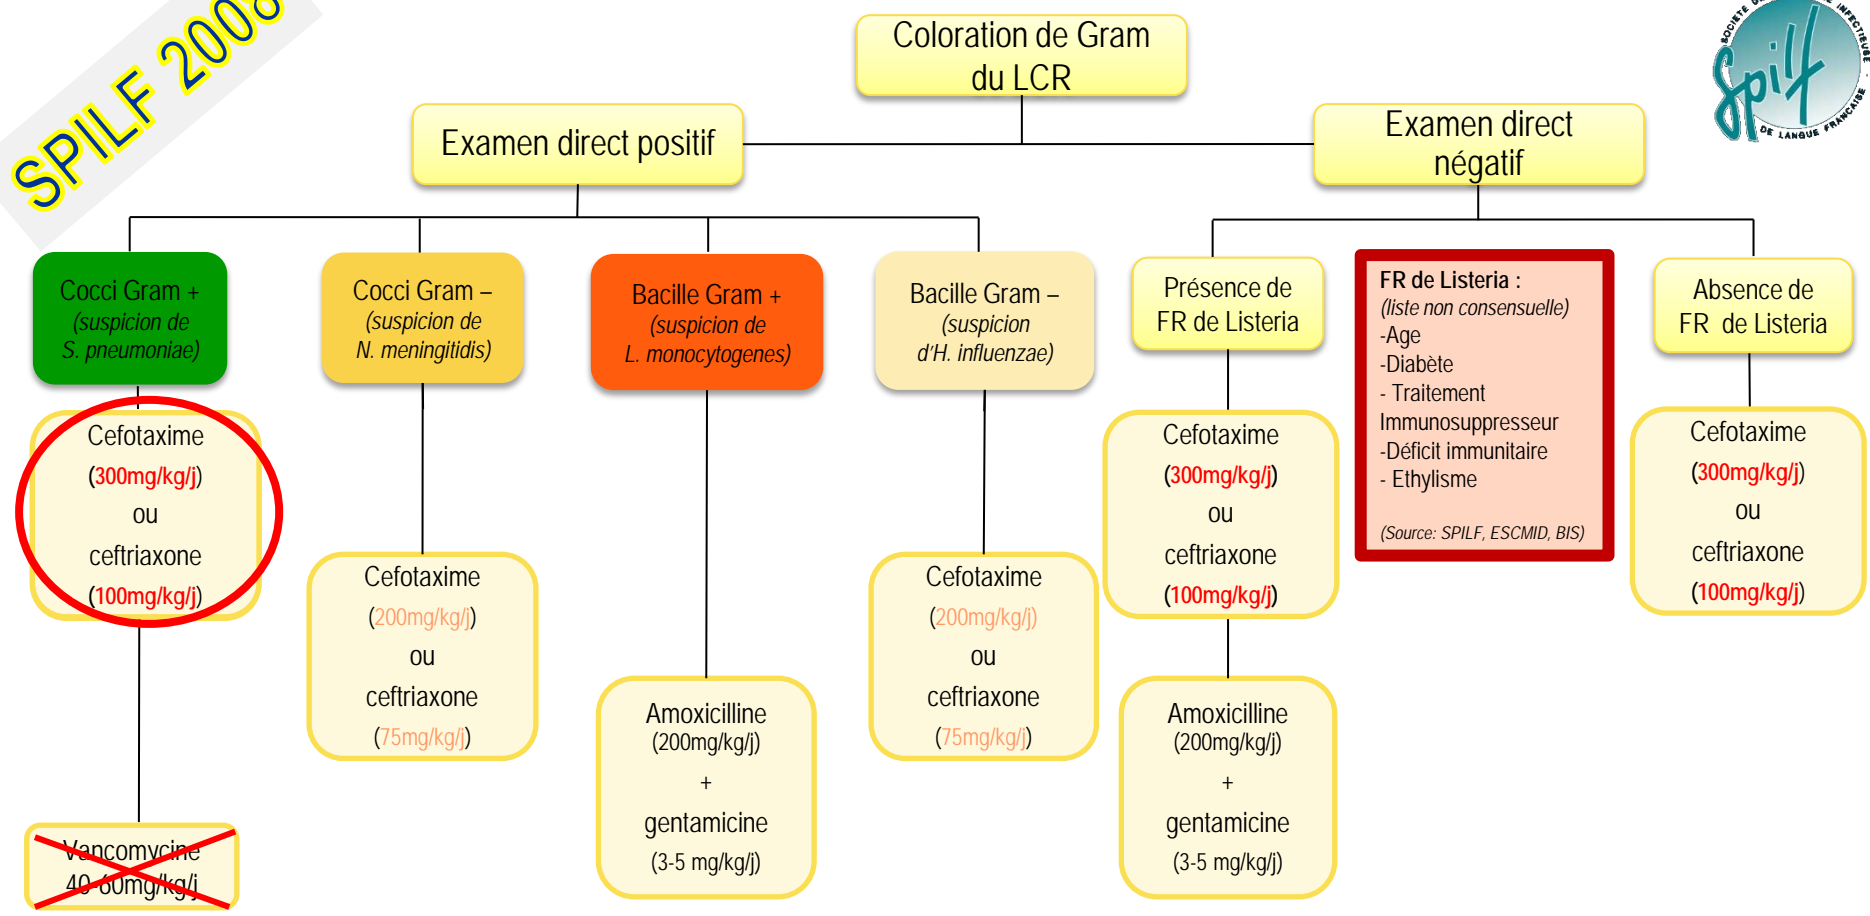 SPILF 2008
Coloration de Gram
du LCR
Examen direct positif
Examen direct
négatif
Spilf
DE LANGUE FRANÇAISE
Cocci Gram +
(suspicion de
S. pneumoniae)
Cocci Gram –
(suspicion de
N. meningitidis)
Bacille Gram +
(suspicion de
L. monocytogenes)
Bacille Gram –
(suspicion
d'H. influenzae)
Présence de
FR de Listeria
FR de Listeria :
(liste non consensuelle)
-Age
-Diabète
- Traitement
Immunosuppresseur
-Déficit immunitaire
- Ethylisme
(Source: SPILF, ESCMID, BIS)
Absence de
FR de Listeria
Cefotaxime
(300mg/kg/j)
ou
ceftriaxone
(100mg/kg/j)
Cefotaxime
(200mg/kg/j)
ou
ceftriaxone
(75mg/kg/j)
Amoxicilline
(200mg/kg/j)
+
gentamicine
(3-5 mg/kg/j)
Cefotaxime
(200mg/kg/j)
ou
ceftriaxone
(75mg/kg/j)
Cefotaxime
(300mg/kg/j)
ou
ceftriaxone
(100mg/kg/j)
Amoxicilline
(200mg/kg/j)
+
gentamicine
(3-5 mg/kg/j)
Cefotaxime
(300mg/kg/j)
ou
ceftriaxone
(100mg/kg/j)
Vancomycine
40-60mg/kg/j